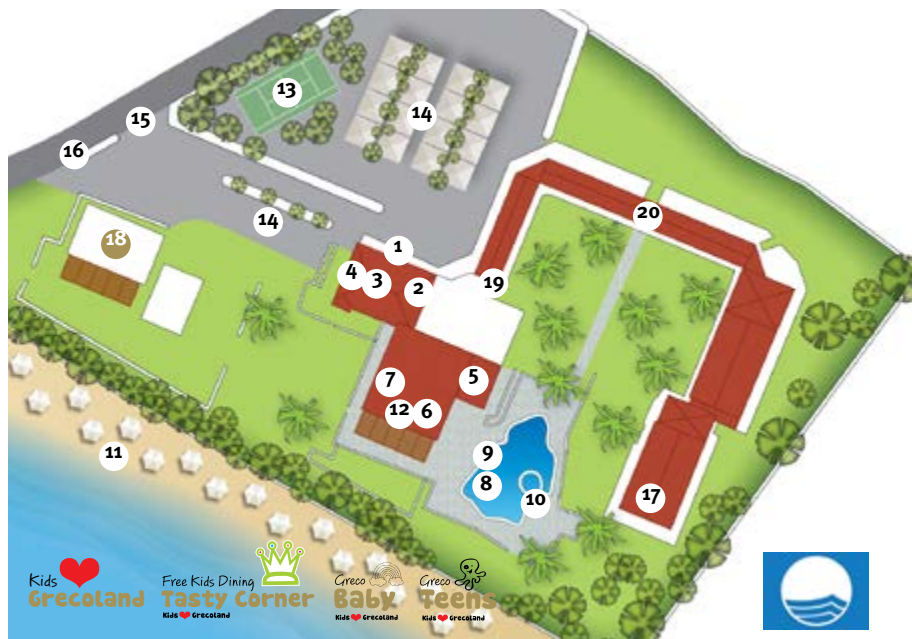 13
14
15
16
20
14
18
1
4
3
2
19
7
5
12
6
11
9
8
10
17
Kids
Grecoland
Free Kids Dining
Tasty Corner
Kids Grecoland
Greco
Baby
Kids Grecoland
Greco
Teens
Kids Grecoland